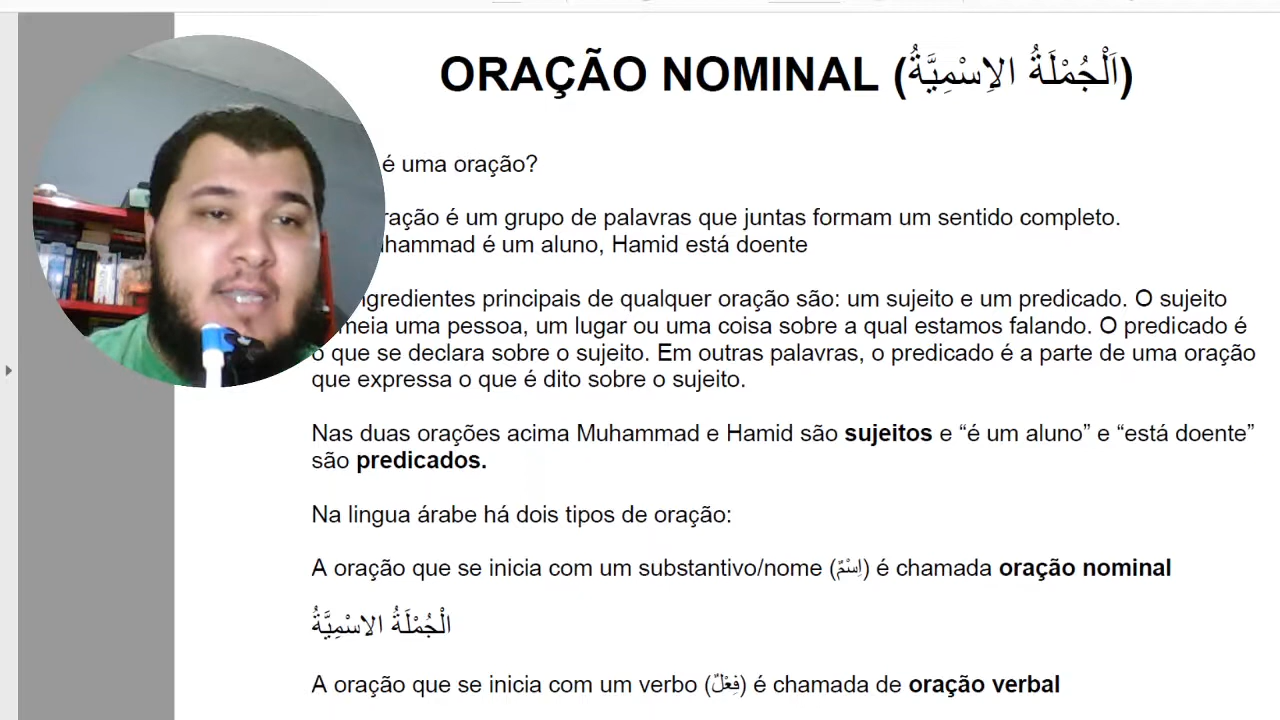 ORAÇÃO NOMINAL (اَلْجُمْلَةُ الاِسْمِيَّةُ)
é uma oração?
ração é um grupo de palavras que juntas formam um sentido completo.
uhammad é um aluno, Hamid está doente
ngredientes principais de qualquer oração são: um sujeito e um predicado. O sujeito
meia uma pessoa, um lugar ou uma coisa sobre a qual estamos falando. O predicado é
o que se declara sobre o sujeito. Em outras palavras, o predicado é a parte de uma oração
que expressa o que é dito sobre o sujeito.
Nas duas orações acima Muhammad e Hamid são sujeitos e “é um aluno” e “está doente”
são predicados.
Na lingua árabe há dois tipos de oração:
A oração que se inicia com um substantivo/nome (اِسْمٌ) é chamada oração nominal
الْجُمْلَةُ الاسْمِيَّةُ
A oração que se inicia com um verbo (فِعْلٌ) é chamada de oração verbal